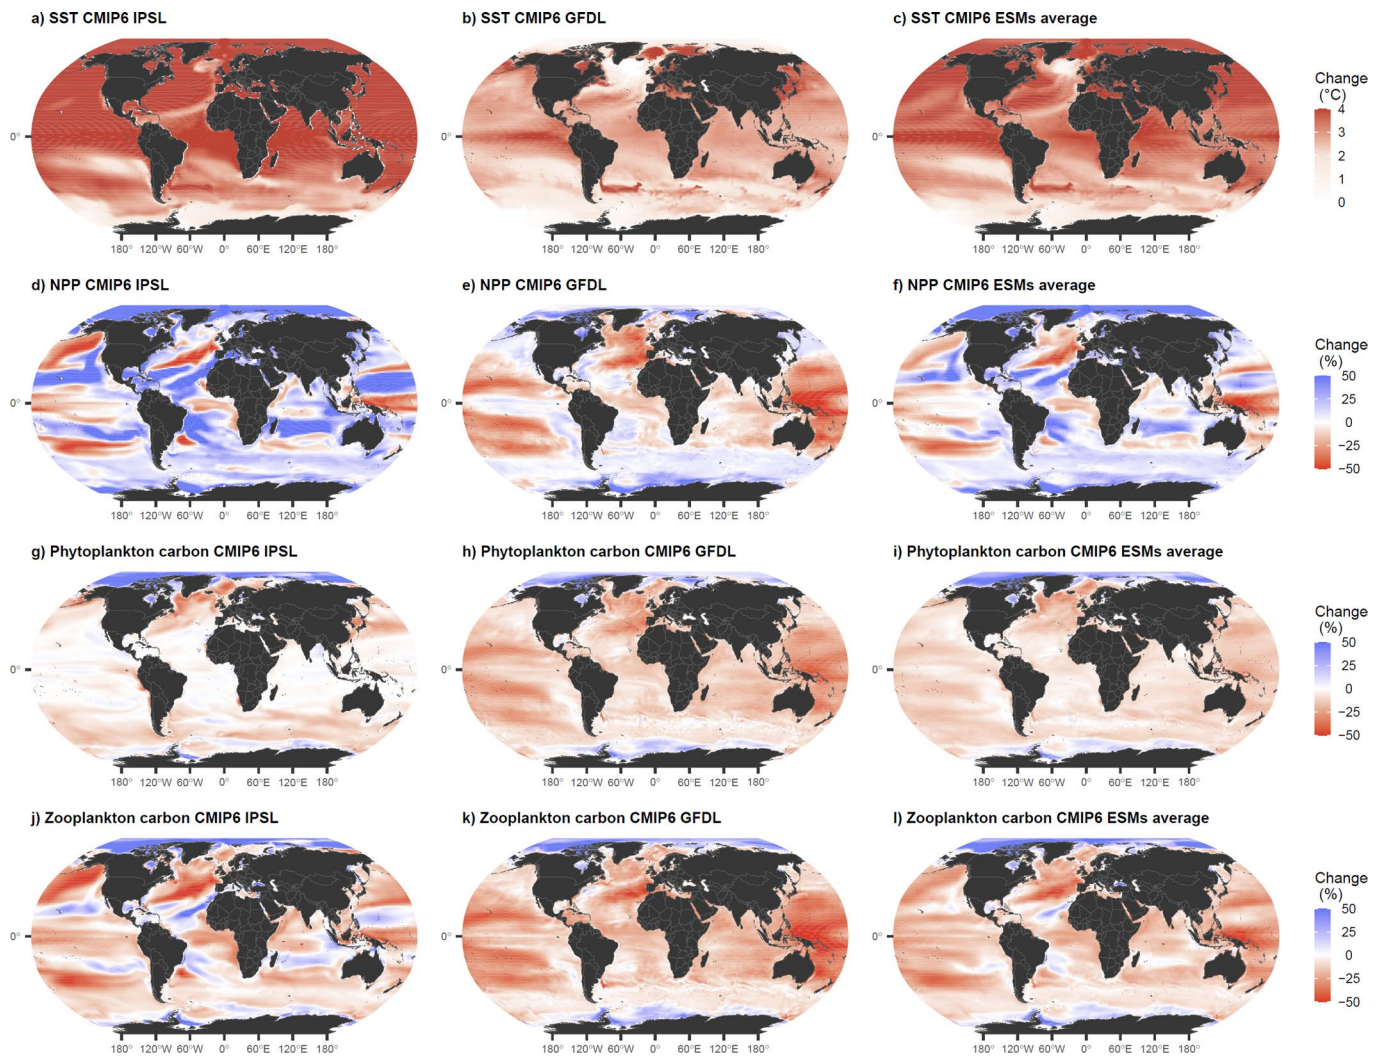 a) SST CMIP6 IPSL
b) SST CMIP6 GFDL
c) SST CMIP6 ESMs average
Change
(°C)
4
3
2
1
0
0°
180° 120°W 60°W 0° 60°E 120°E 180°
180° 120°W 60°W 0° 60°E 120°E 180°
180° 120°W 60°W 0° 60°E 120°E 180°
d) NPP CMIP6 IPSL
e) NPP CMIP6 GFDL
f) NPP CMIP6 ESMs average
Change
(%)
50
25
0
−25
−50
0°
0°
0°
180° 120°W 60°W 0° 60°E 120°E 180°
180° 120°W 60°W 0° 60°E 120°E 180°
180° 120°W 60°W 0° 60°E 120°E 180°
g) Phytoplankton carbon CMIP6 IPSL
h) Phytoplankton carbon CMIP6 GFDL
i) Phytoplankton carbon CMIP6 ESMs average
Change
(%)
50
25
0
−25
−50
0°
0°
0°
180° 120°W 60°W 0° 60°E 120°E 180°
180° 120°W 60°W 0° 60°E 120°E 180°
180° 120°W 60°W 0° 60°E 120°E 180°
j) Zooplankton carbon CMIP6 IPSL
k) Zooplankton carbon CMIP6 GFDL
l) Zooplankton carbon CMIP6 ESMs average
Change
(%)
50
25
0
−25
−50
0°
0°
0°
180° 120°W 60°W 0° 60°E 120°E 180°
180° 120°W 60°W 0° 60°E 120°E 180°
180° 120°W 60°W 0° 60°E 120°E 180°